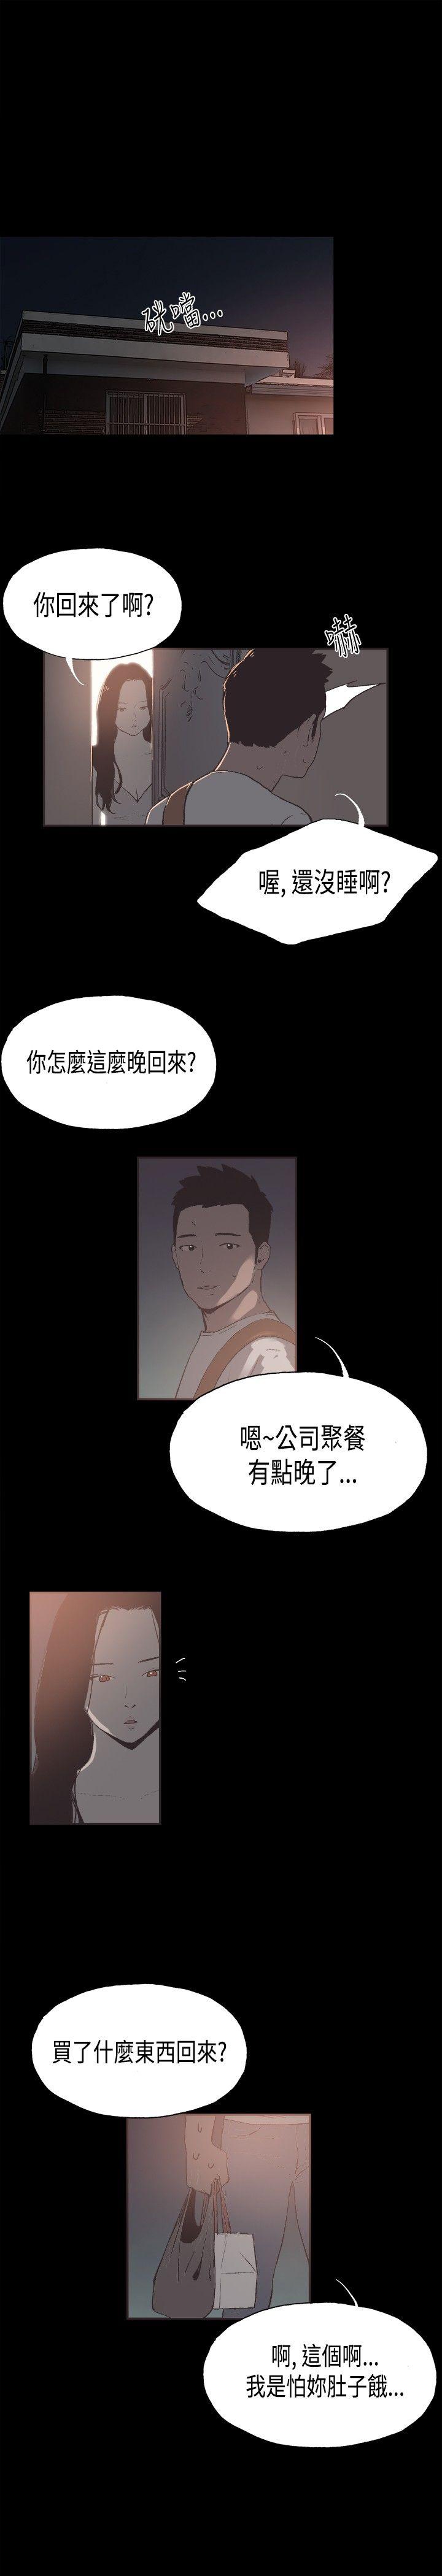 硄噹...
你回來了啊?
嚇
喔, 還沒睡啊?
你怎麼這麼晚回來?
嗯~公司聚餐
有點晚了...
買了什麼東西回來?
啊, 這個啊...
我是怕妳肚子餓...